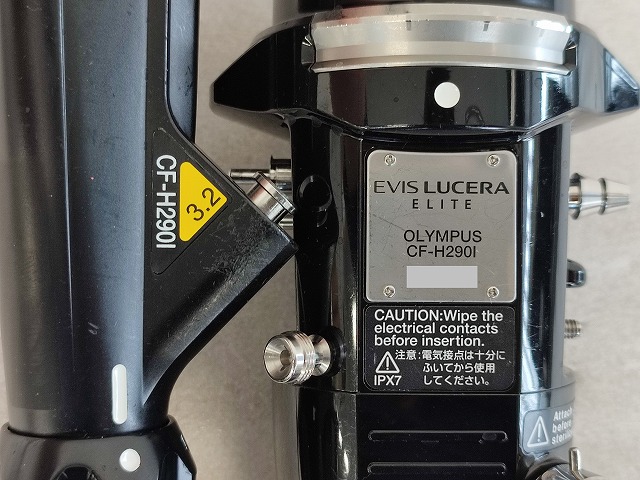 CF-H290I
3.2
EVIS LUCERA
ELITE
OLYMPUS
CF-H290I
CAUTION:Wipe the
electrical contacts
before insertion.
注意:電気接点は十分に
ふいてから使用
してください。
IPX7
Attach
before